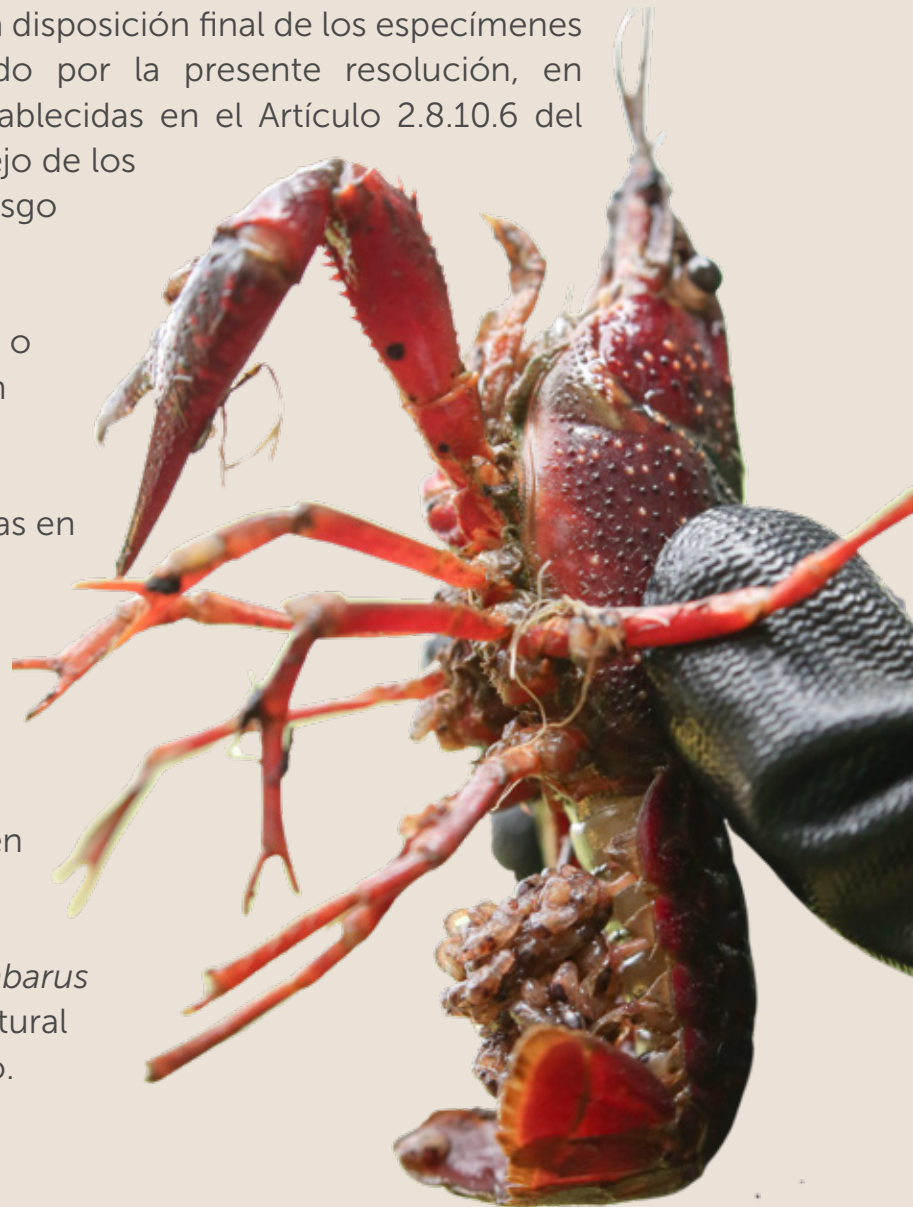 a disposición final de los especímenes
do por la presente resolución, en
ablecidas en el Artículo 2.8.10.6 del
ejo de los
sgo
o
n
as en
en
barus
tural
o.